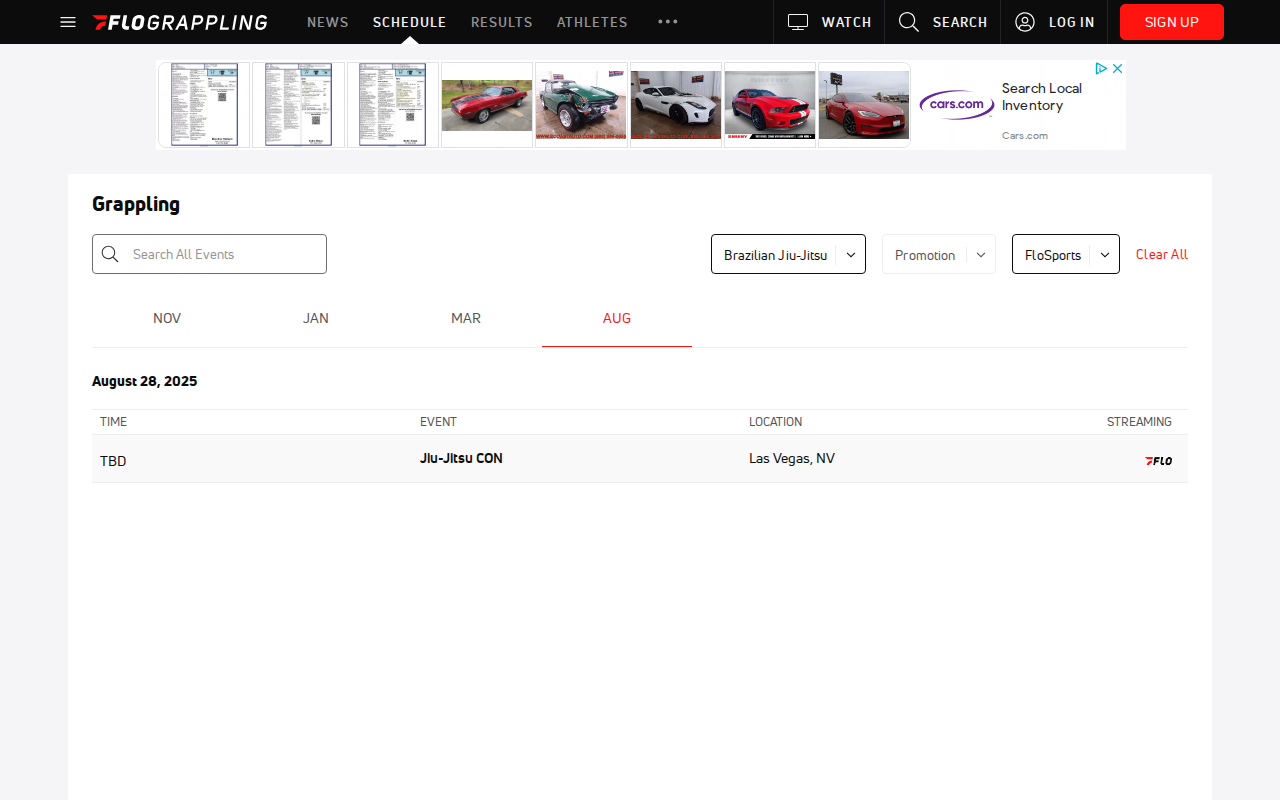 FLOGRAPPLING NEWS SCHEDULE RESULTS ATHLETES ••• WATCH SEARCH LOG IN SIGN UP
cars.com
Search Local
Inventory
Cars.com
Grappling
Search All Events
Brazilian Jiu-Jitsu
Promotion
FloSports
Clear All
NOV JAN MAR AUG
August 28, 2025
TIME EVENT LOCATION STREAMING
TBD Jiu-Jitsu CON Las Vegas, NV FLO